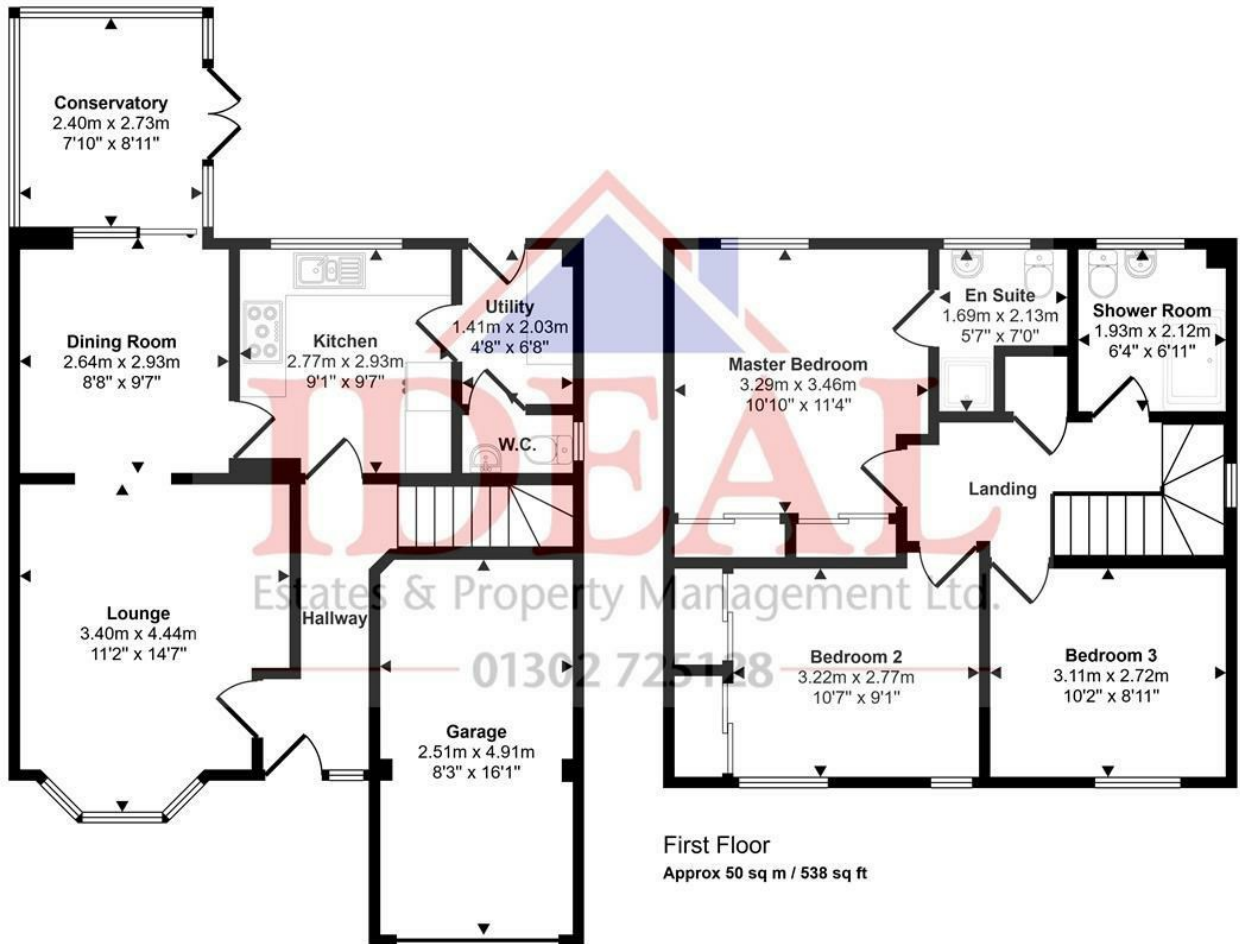 Conservatory
2.40m x 2.73m
7'10" x 8'11"
Dining Room
2.64m x 2.93m
8'8" x 9'7"
Kitchen
2.77m x 2.93m
9'1" x 9'7"
Utility
1.41m x 2.03m
4'8" x 6'8"
W.C.
Lounge
3.40m x 4.44m
11'2" x 14'7"
Hallway
Garage
2.51m x 4.91m
8'3" x 16'1"
Master Bedroom
3.29m x 3.46m
10'10" x 11'4"
En Suite
1.69m x 2.13m
5'7" x 7'0"
Shower Room
1.93m x 2.12m
6'4" x 6'11"
Landing
Bedroom 2
3.22m x 2.77m
10'7" x 9'1"
Bedroom 3
3.11m x 2.72m
10'2" x 8'11"
IDEAL
Estates & Property Management Ltd.
01302 725128
First Floor
Approx 50 sq m / 538 sq ft